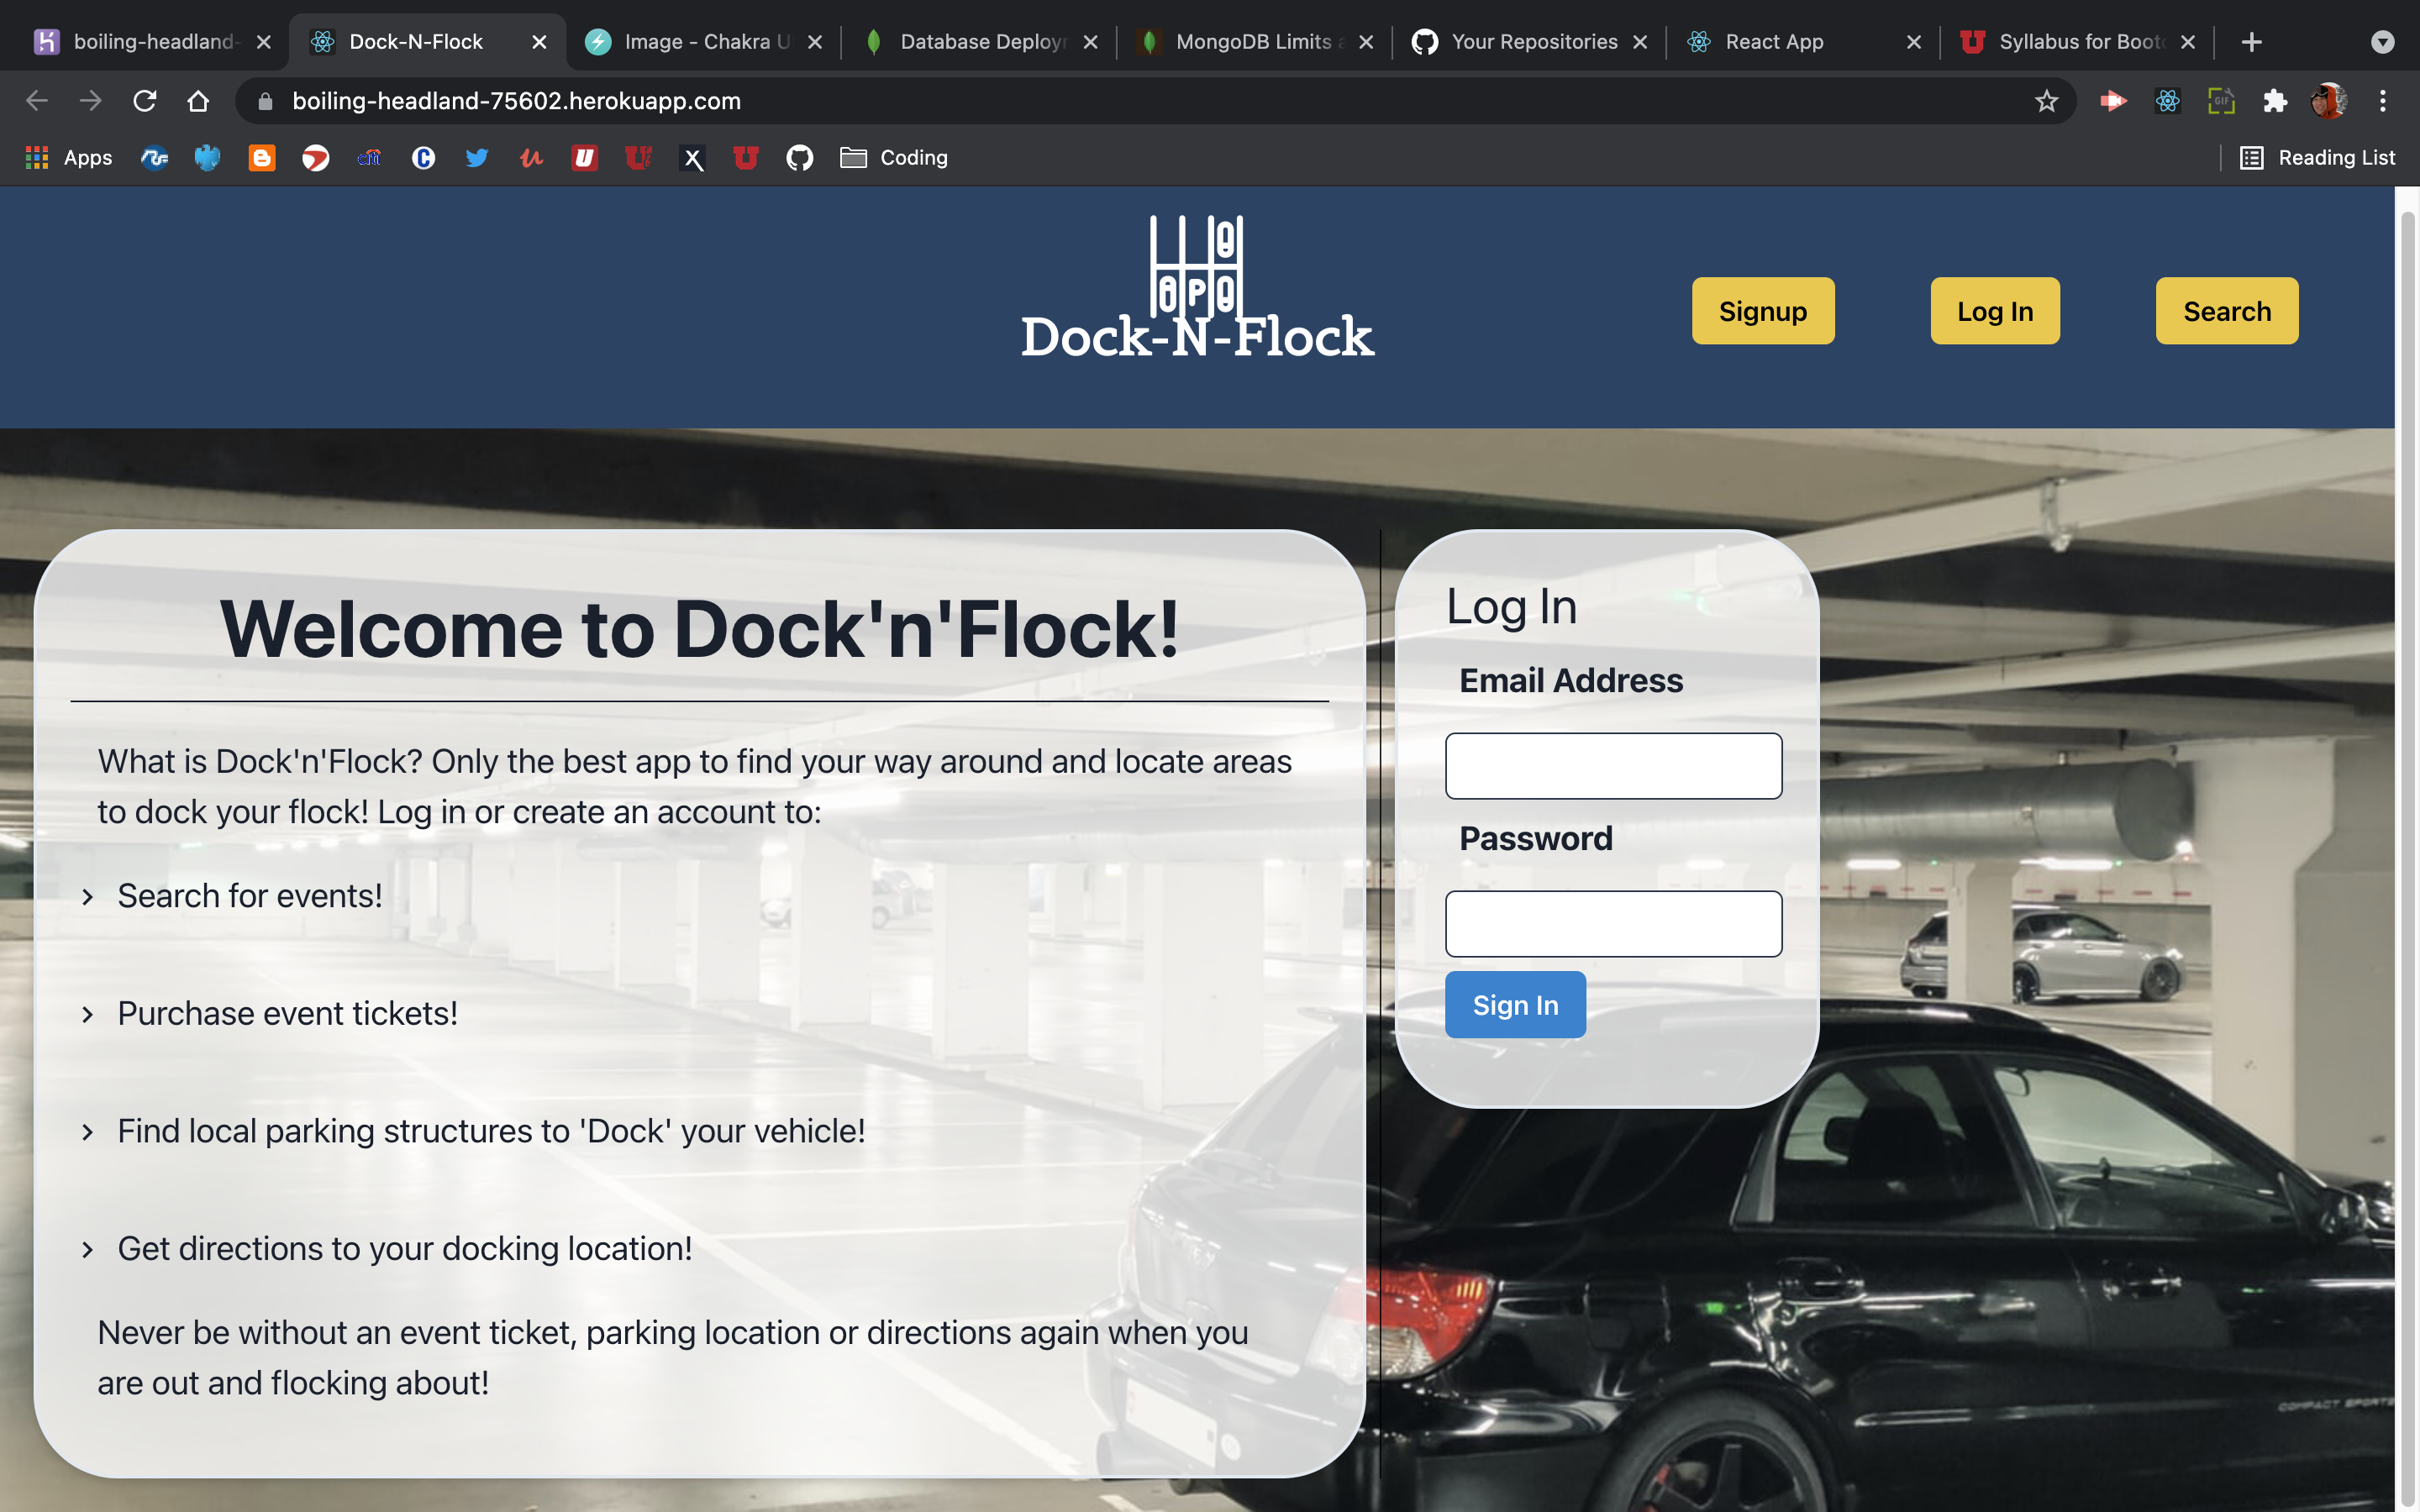 boiling-headland-
Dock-N-Flock
Image - Chakra U
Database Deploy
MongoDB Limits a
Your Repositories
React App
Syllabus for Boot
boiling-headland-75602.herokuapp.com
GIF
Apps
citi
Coding
Reading List
P
Dock-N-Flock
Signup
Log In
Search
Welcome to Dock'n'Flock!
What is Dock'n'Flock? Only the best app to find your way around and locate areas
to dock your flock! Log in or create an account to:
Search for events!
Purchase event tickets!
Find local parking structures to 'Dock' your vehicle!
Get directions to your docking location!
Never be without an event ticket, parking location or directions again when you
are out and flocking about!
Log In
Email Address
Password
Sign In
COMPACT SPORTS